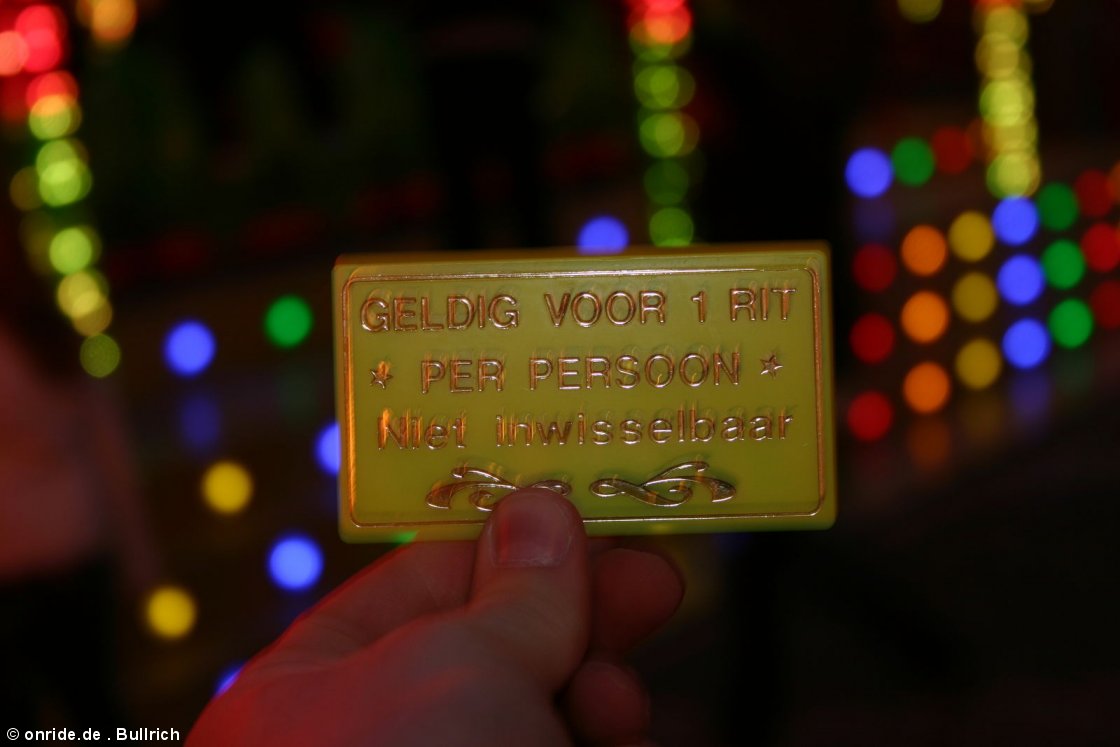 GELDIG VOOR 1 RIT
* PER PERSOON *
Niet inwisselbaar
© onride.de . Bullrich